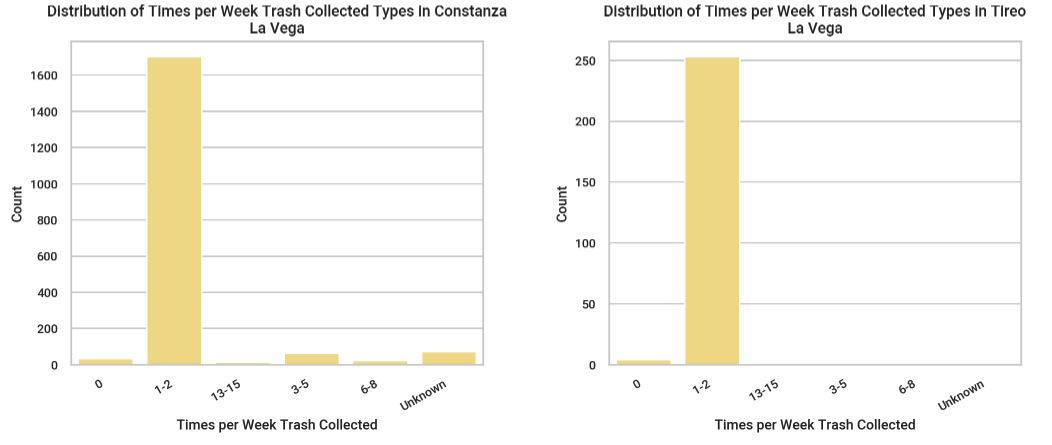 Distribution of Times per Week Trash Collected Types in Constanza
La Vega
Count
1600
1400
1200
1000
800
600
400
200
0
0
1-2
13-15
3-5
6-8
Unknown
Times per Week Trash Collected
Distribution of Times per Week Trash Collected Types in Tireo
La Vega
Count
250
200
150
100
50
0
0
1-2
13-15
3-5
6-8
Unknown
Times per Week Trash Collected